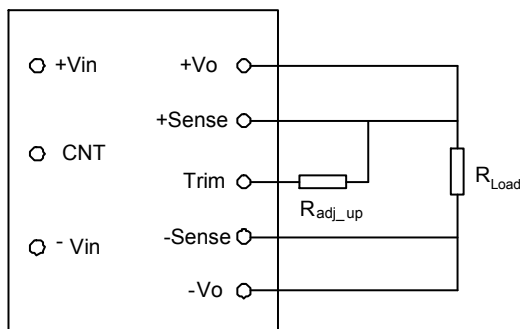 +Vin
+Vo
+Sense
CNT
Trim
R_Load
R_adj_up
- Vin
-Sense
-Vo